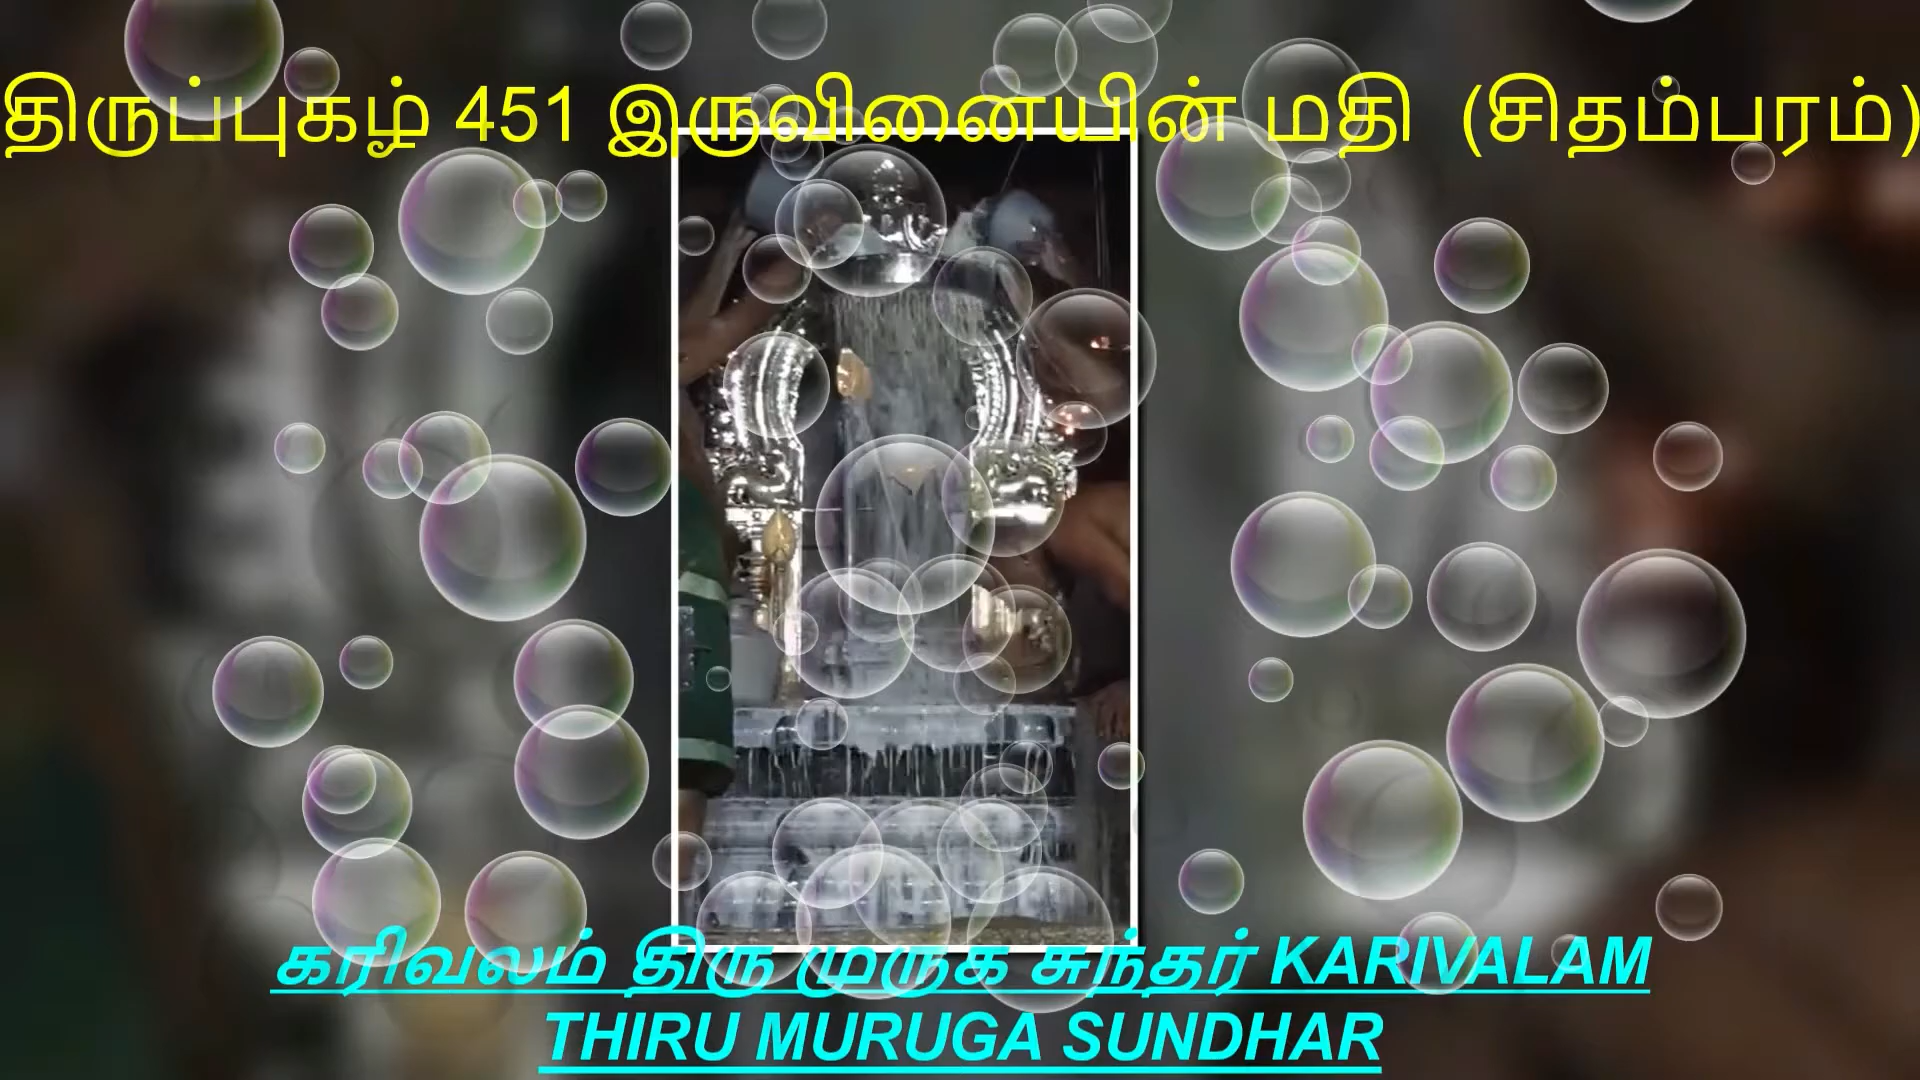 திருப்புகழ் 451 இருவினையின் மதி (சிதம்பரம்)
கரிவலம் திரு முருக சுந்தர் KARIVALAM
THIRU MURUGA SUNDHAR